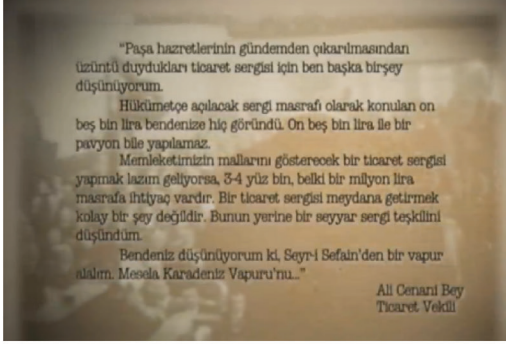 "Paşa hazretlerinin gündemden çıkarılmasından
üzüntü duydukları ticaret sergisi için ben başka birşey
düşünüyorum.
Hükümetçe açılacak sergi masrafı olarak konulan on
beş bin lira bendenize hiç göründü. On beş bin lira ile bir
pavyon bile yapılamaz.
Memleketimizin mallarını gösterecek bir ticaret sergisi
yapmak lazım geliyorsa, 3-4 yüz bin, belki bir milyon lira
masrafa ihtiyaç vardır. Bir ticaret sergisi meydana getirmek
kolay bir şey değildir. Bunun yerine bir seyyar sergi teşkilini
düşündüm.
Bendeniz düşünüyorum ki, Seyr-i Sefain'den bir vapur
alalım. Mesela Karadeniz Vapuru'nu..."
Ali Cenani Bey
Ticaret Vekili